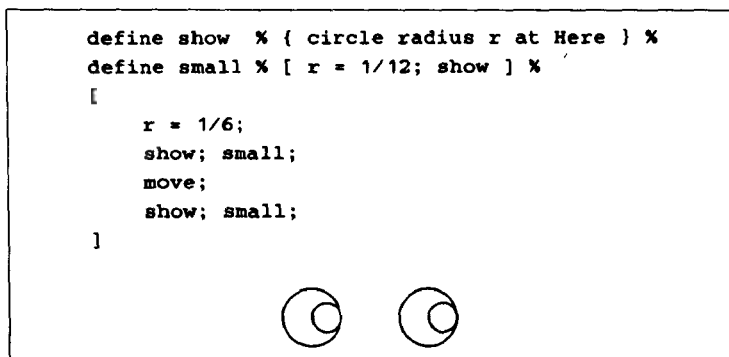 define show % { circle radius r at Here } %
define small % [ r = 1/12; show ] %
[
r = 1/6;
show; small;
move;
show; small;
]